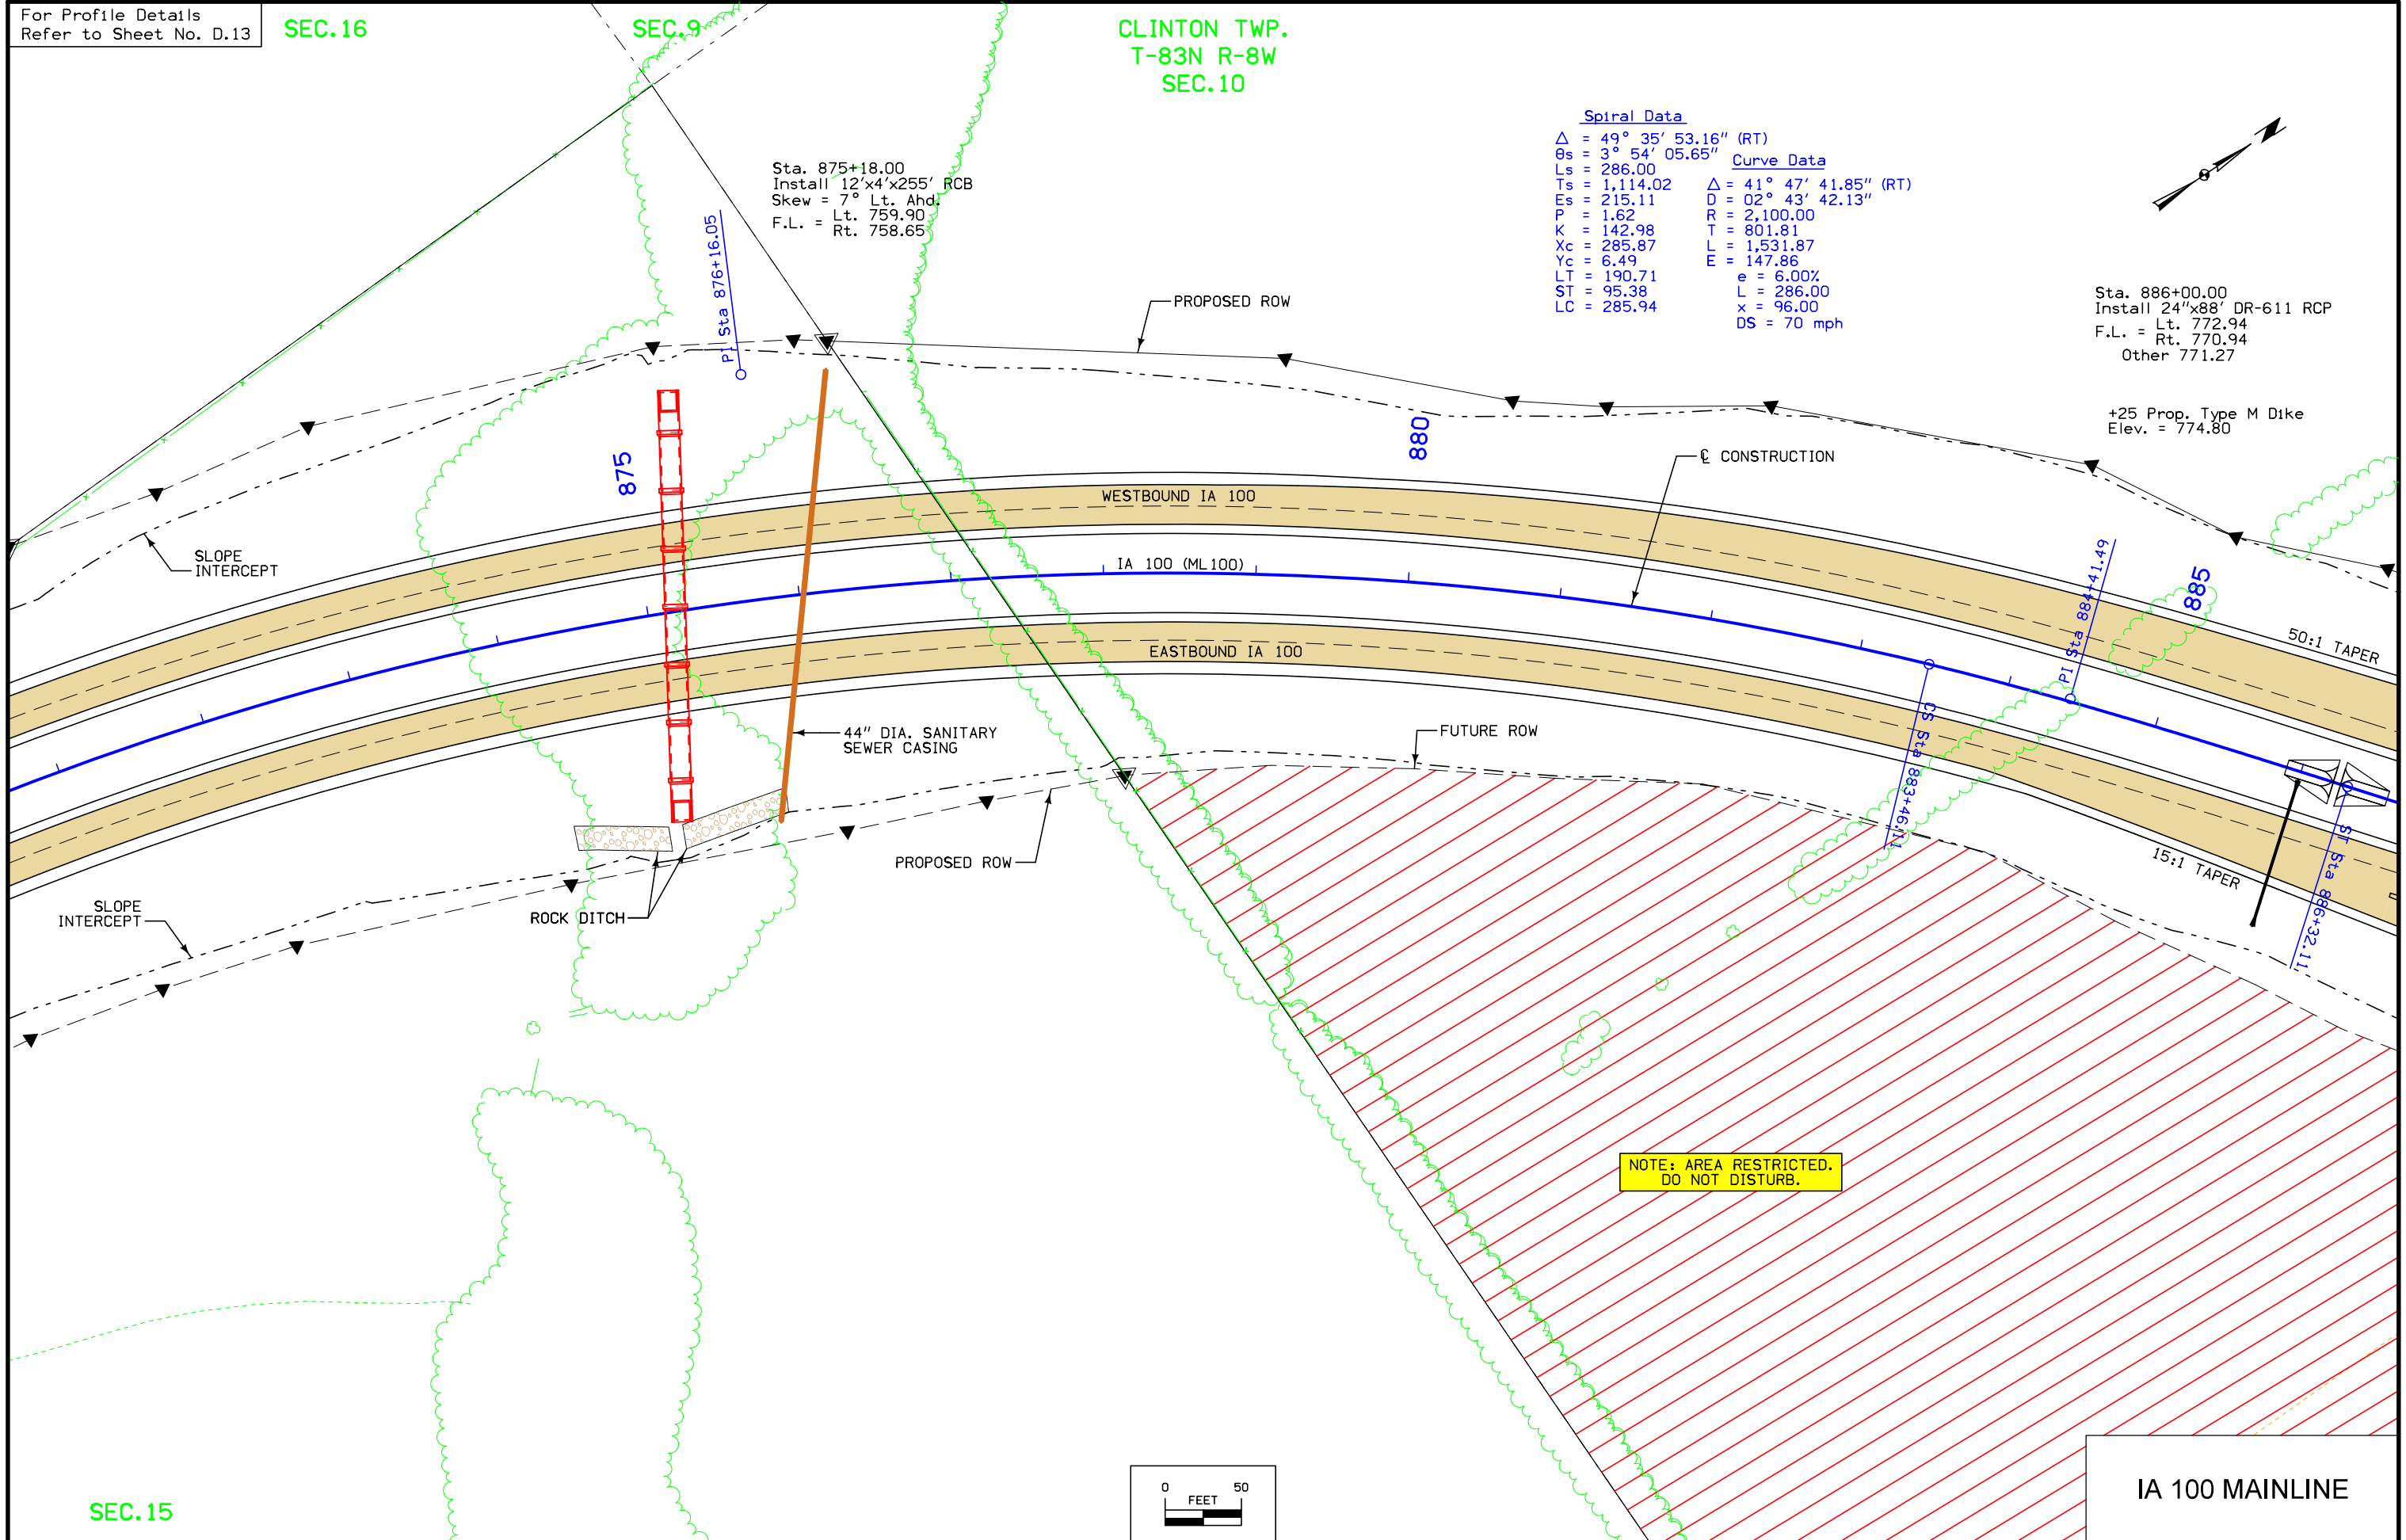 For Profile Details
Refer to Sheet No. D.13
SEC.16
SEC.9
CLINTON TWP.
T-83N R-8W
SEC.10
Spiral Data
Δ = 49° 35' 53.16" (RT)
θs = 3° 54' 05.65"
Ls = 286.00
Ts = 1,114.02
Es = 215.11
P = 1.62
K = 142.98
Xc = 285.87
Yc = 6.49
LT = 190.71
ST = 95.38
LC = 285.94
Curve Data
Δ = 41° 47' 41.85" (RT)
D = 02° 43' 42.13"
R = 2,100.00
T = 801.81
L = 1,531.87
E = 147.86
e = 6.00%
L = 286.00
x = 96.00
DS = 70 mph
Sta. 875+18.00
Install 12'x4'x255' RCB
Skew = 7° Lt. Ahd.
F.L. = Lt. 759.90
Rt. 758.65
PI Sta 876+16.05
PROPOSED ROW
Sta. 886+00.00
Install 24"x88' DR-611 RCP
F.L. = Lt. 772.94
Rt. 770.94
Other 771.27
+25 Prop. Type M Dike
Elev. = 774.80
875
880
885
℄ CONSTRUCTION
WESTBOUND IA 100
SLOPE
INTERCEPT
IA 100 (ML100)
EASTBOUND IA 100
PI Sta 884+41.49
50:1 TAPER
44" DIA. SANITARY
SEWER CASING
FUTURE ROW
CS Sta 883+46.11
15:1 TAPER
ST Sta 886+32.11
PROPOSED ROW
SLOPE
INTERCEPT
ROCK DITCH
NOTE: AREA RESTRICTED.
DO NOT DISTURB.
SEC.15
0 50
FEET
IA 100 MAINLINE